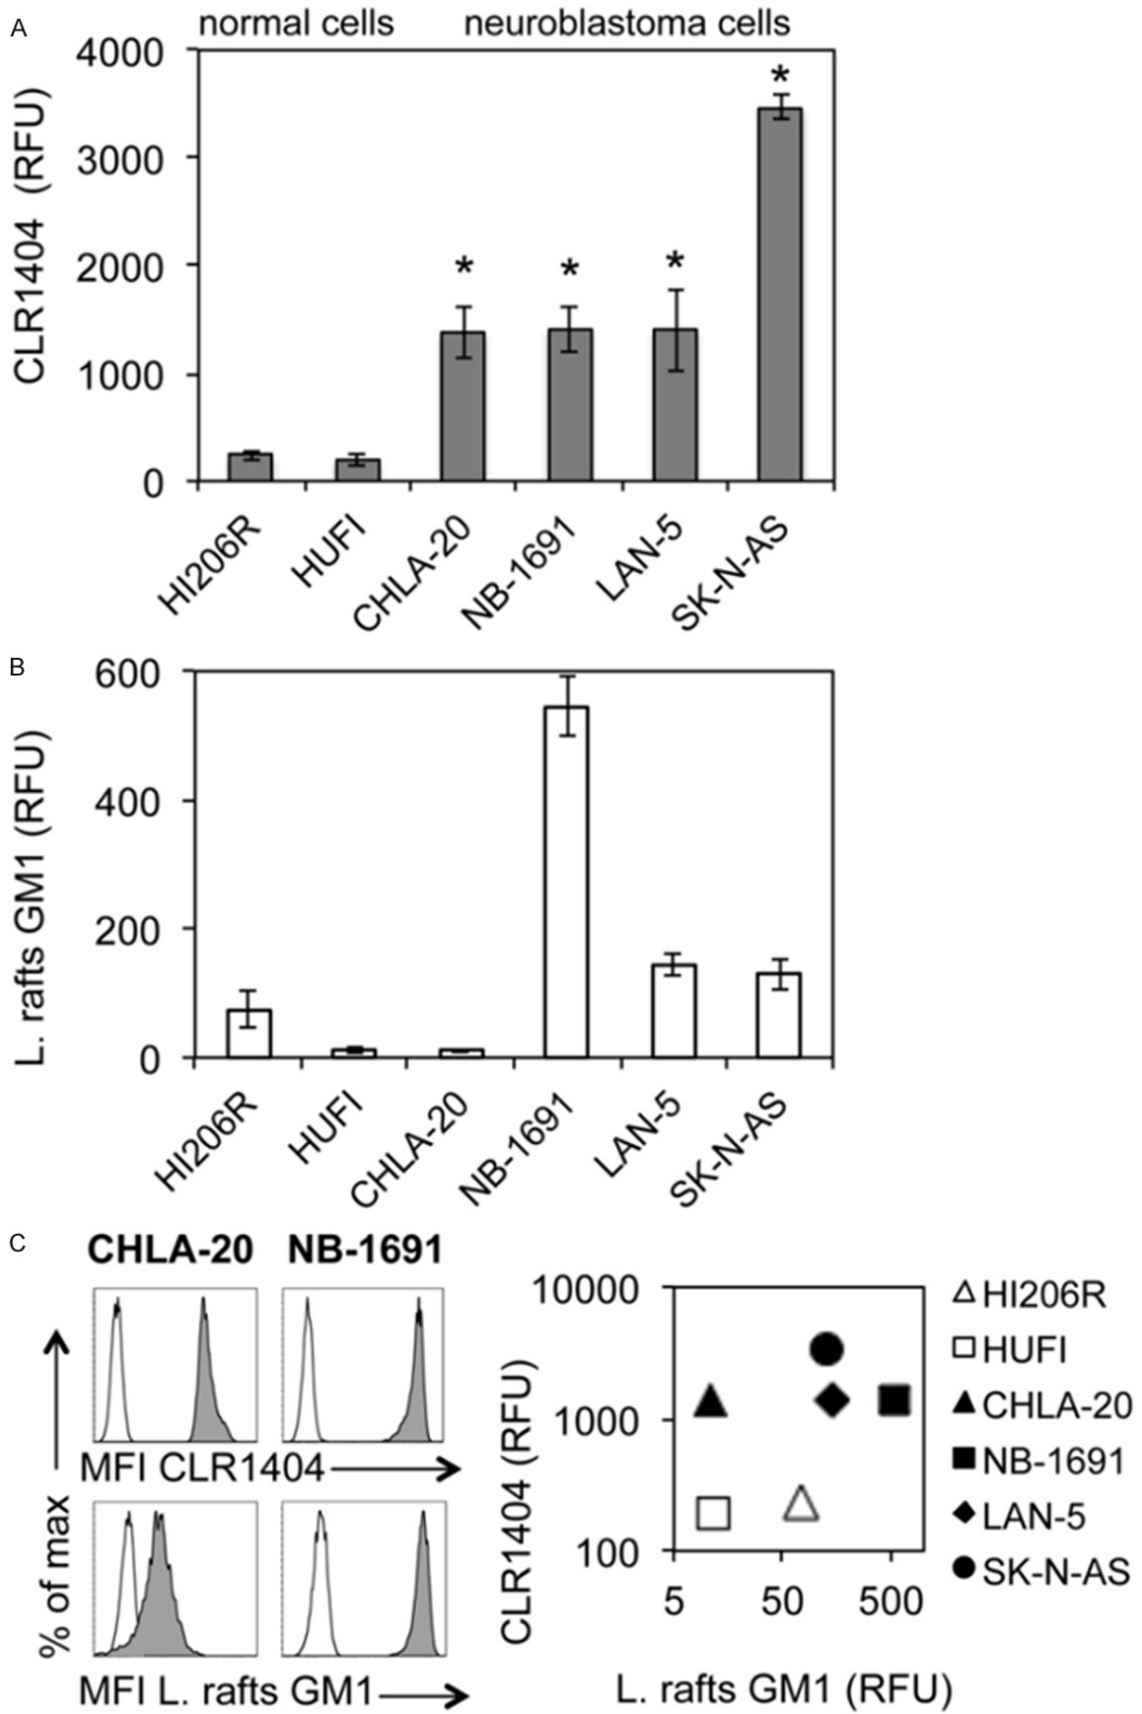 A
normal cells neuroblastoma cells
CLR1404 (RFU)
4000
3000
2000
1000
0
* * * *
HI206R HUFI CHLA-20 NB-1691 LAN-5 SK-N-AS
B
L. rafts GM1 (RFU)
600
400
200
0
HI206R HUFI CHLA-20 NB-1691 LAN-5 SK-N-AS
C
CHLA-20 NB-1691
% of max
MFI CLR1404
MFI L. rafts GM1
CLR1404 (RFU)
10000
1000
100
5 50 500
L. rafts GM1 (RFU)
HI206R
HUFI
CHLA-20
NB-1691
LAN-5
SK-N-AS